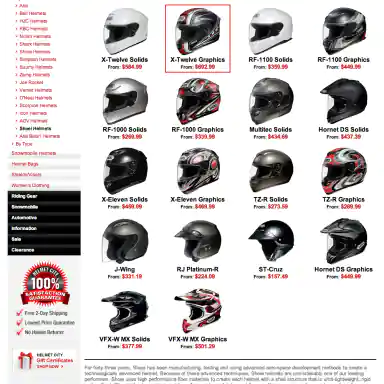 Arai
Bell Helmets
HJC Helmets
KBC Helmets
Nolan Helmets
Shark Helmets
Shoei Helmets
Simpson Helmets
Suomy Helmets
Zamp Helmets
Joe Rocket
Vemar Helmets
O'Neal Helmets
Scorpion Helmets
AGV Helmets
Shoei Helmets
By Type
Snowmobile Helmets
Helmet Bags
Shields/Visors
Women's Clothing
Riding Gear
Snowmobile
Automotive
Information
Sale
Clearance
HELMET CITY
100%
SATISFACTION
GUARANTEE
Free 2-Day Shipping
Lowest Price Guarantee
No Hassle Returns
HELMET CITY
Gift Certificates
SHOP NOW >
X-Twelve Solids
From: $584.99
X-Twelve Graphics
From: $692.99
RF-1100 Solids
From: $359.99
RF-1100 Graphics
From: $449.99
RF-1000 Solids
From: $269.99
RF-1000 Graphics
From: $339.99
Multitec Solids
From: $434.69
Hornet DS Solids
From: $437.39
X-Eleven Solids
From: $459.99
X-Eleven Graphics
From: $469.99
TZ-R Solids
From: $273.59
TZ-R Graphics
From: $289.99
J-Wing
From: $331.19
RJ Platinum-R
From: $224.99
ST-Cruz
From: $157.49
Hornet DS Graphics
From: $449.99
VFX-W MX Solids
From: $377.99
VFX-W MX Graphics
From: $501.29
For forty three years, Shoei has been manufacturing, testing and using advanced aerospace development methods to create a
technologically advanced helmet. Because of these advanced techniques, Shoei helmets are considerably one of our leading
performers. Shoei uses high performance fiber materials to create each helmet with a shell structure that is ultra-lightweight,